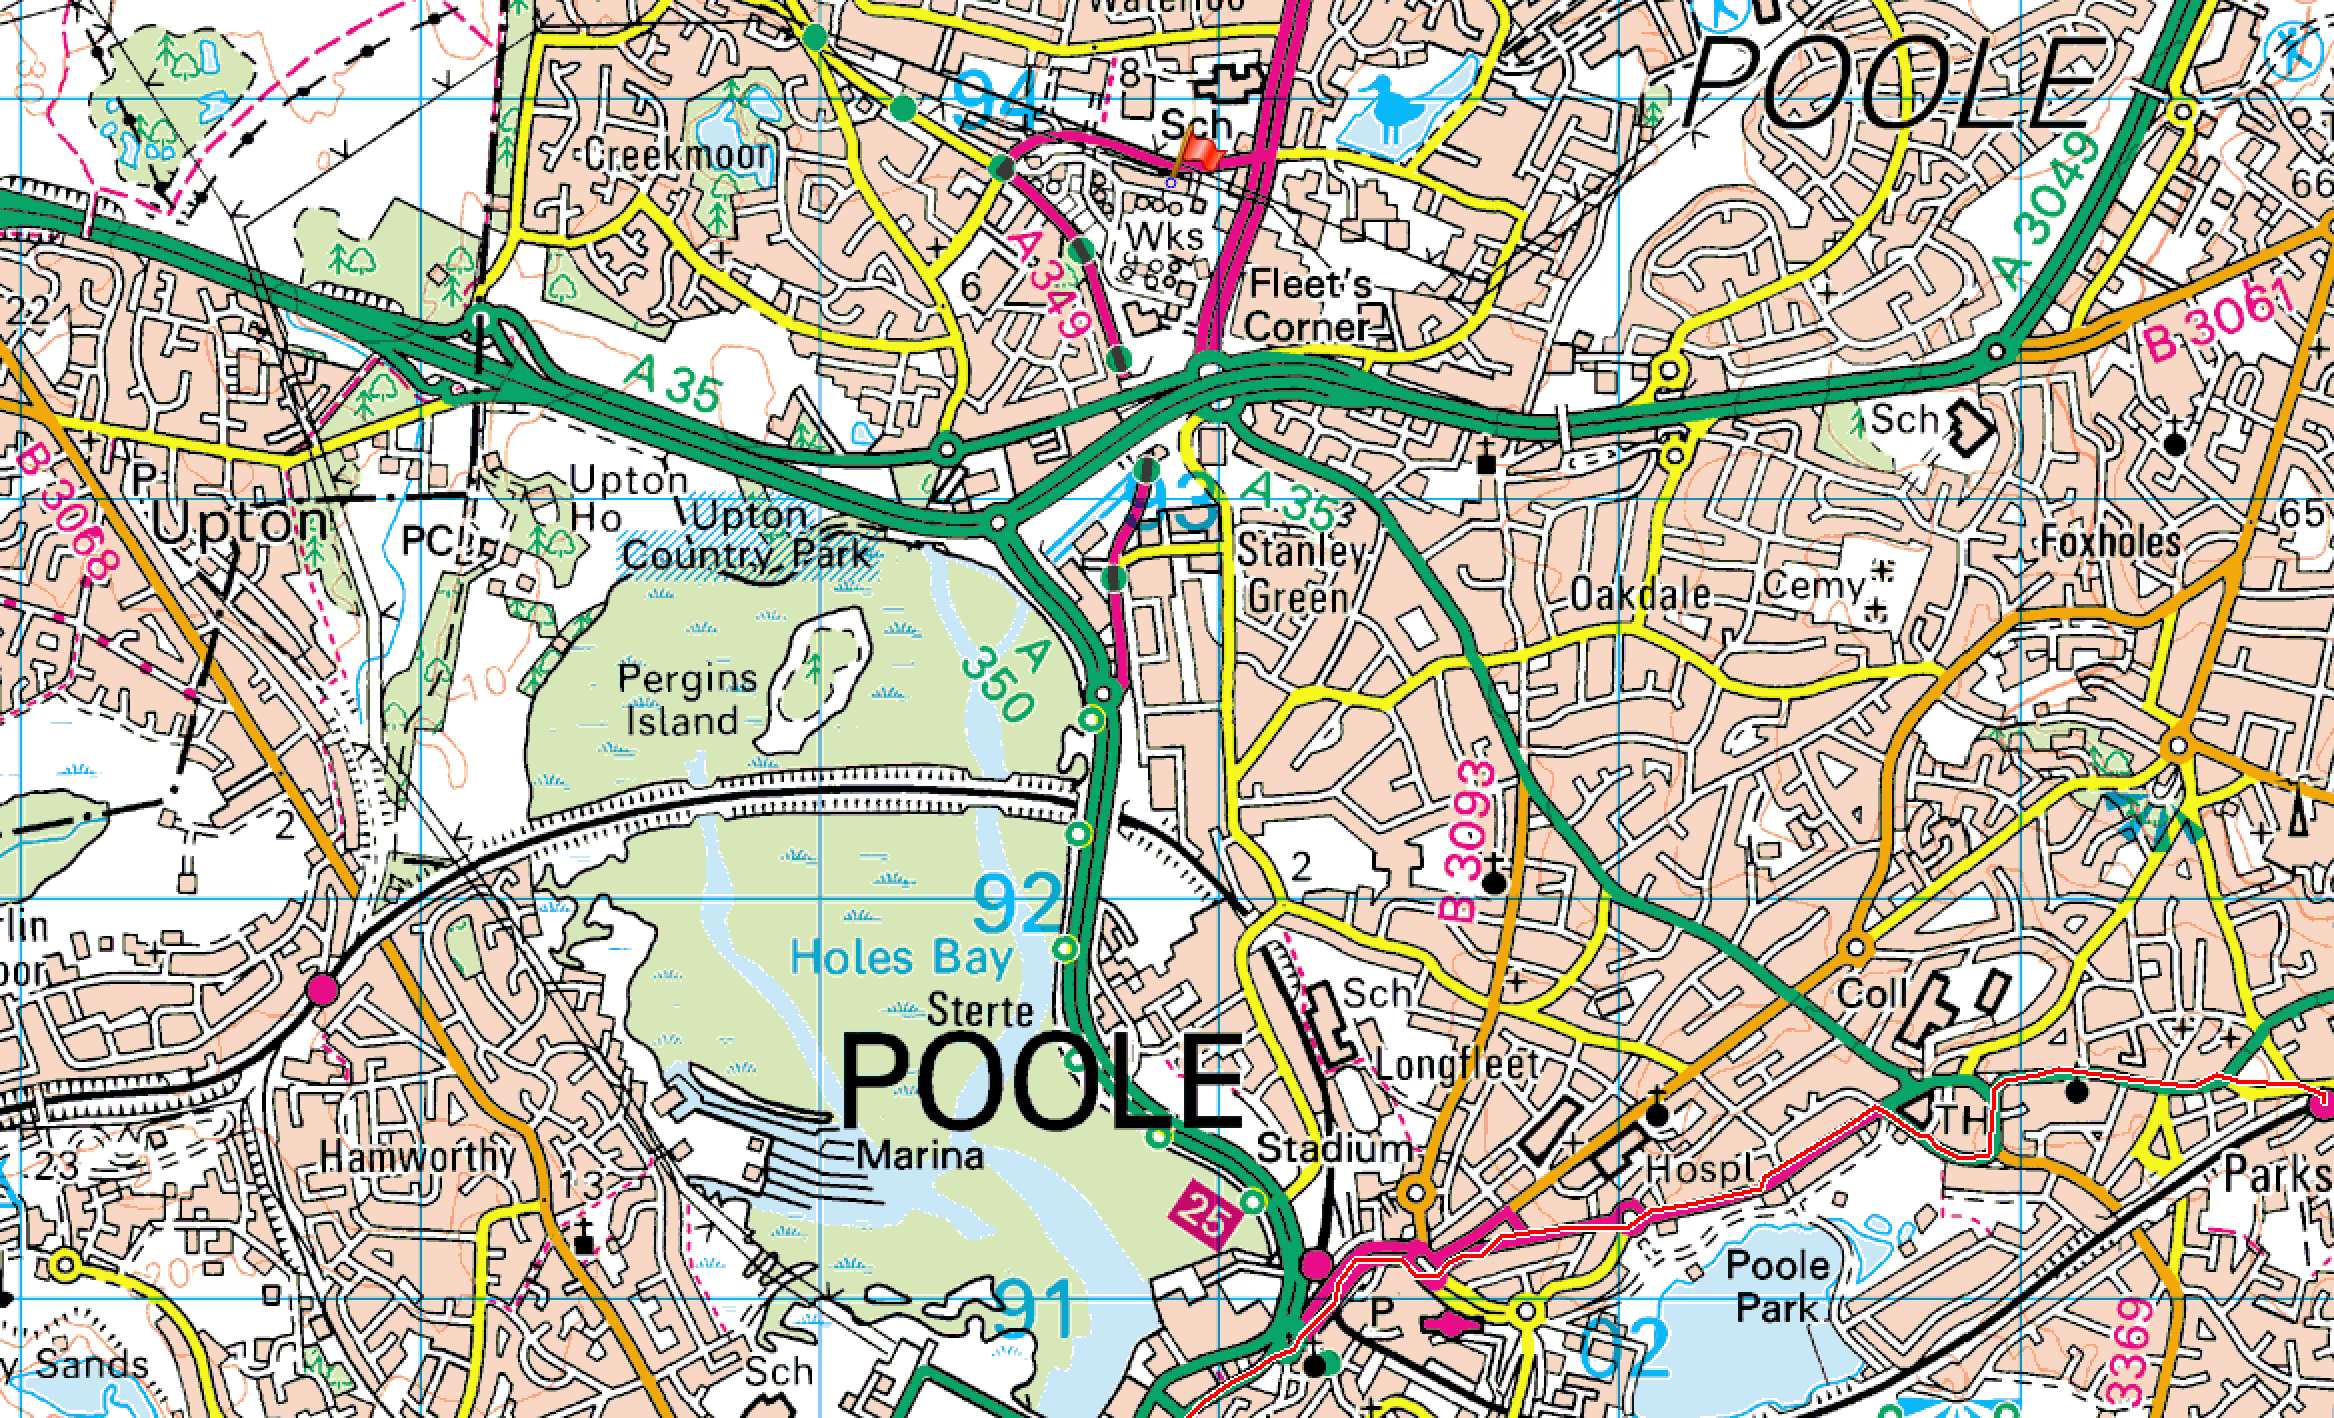 Waterloo
POOLE
30
94
8
Sch
Creekmoor
A 3049
66
Wks
A 349
6
Fleet's
Corner
B 3061
22
A 35
Sch
P
Upton
Ho
Upton
Country Park
93
A 35
Upton
PC
B 3068
Stanley
Green
Oakdale
Cemy
Foxholes
65
A
350
Pergins
Island
10
B 3093
2
2
92
Holes Bay
Sterte
Sch
Coll
POOLE
Longfleet
TH
Marina
Stadium
Hospl
Hamworthy
23
13
25
Parks
20
Poole
Park
P
91
02
3369
y Sands
Sch